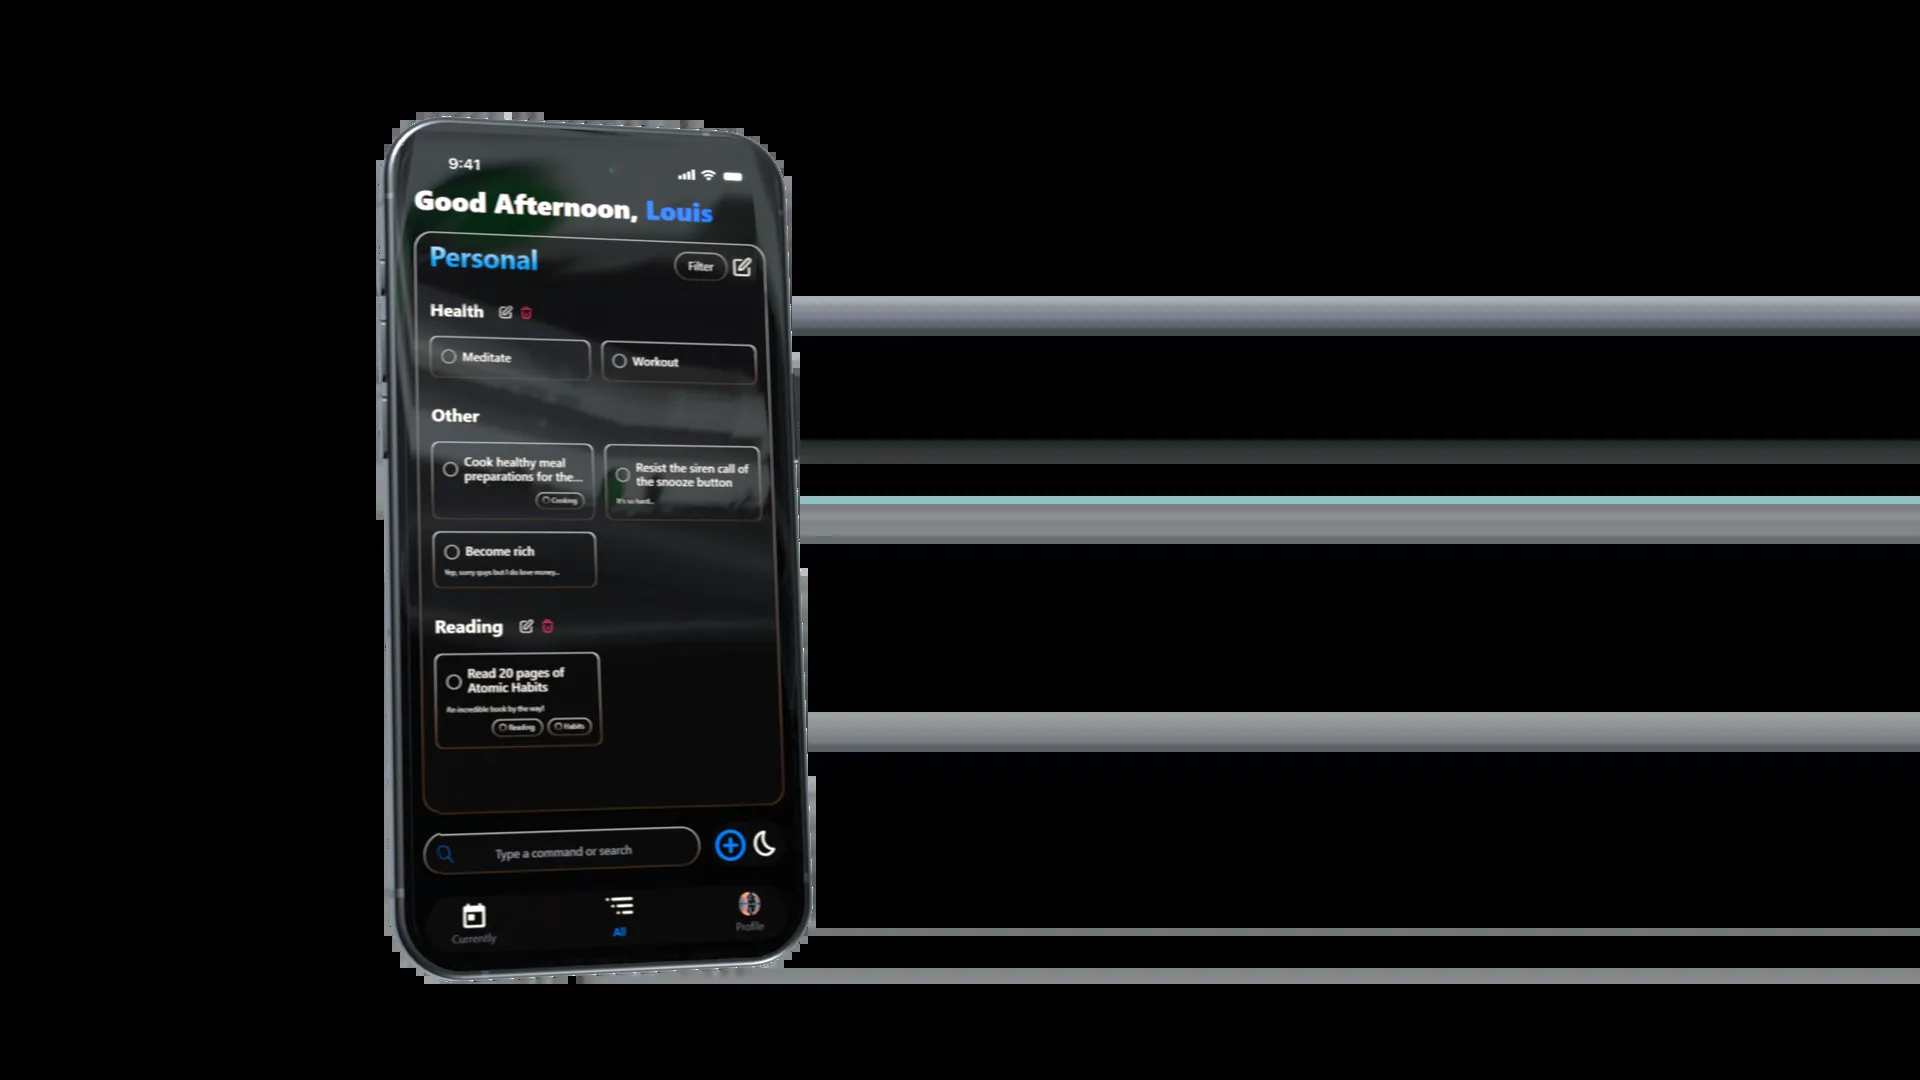 9:41
Good Afternoon, Louis
Personal
Filter
Health
Meditate
Workout
Other
Cook healthy meal
preparations for the...
Cooking
Resist the siren call of
the snooze button
It's so hard...
Become rich
Yep, sorry guys but I do love money...
Reading
Read 20 pages of
Atomic Habits
An incredible book by the way!
Reading
Habits
Type a command or search
Currently
All
Profile